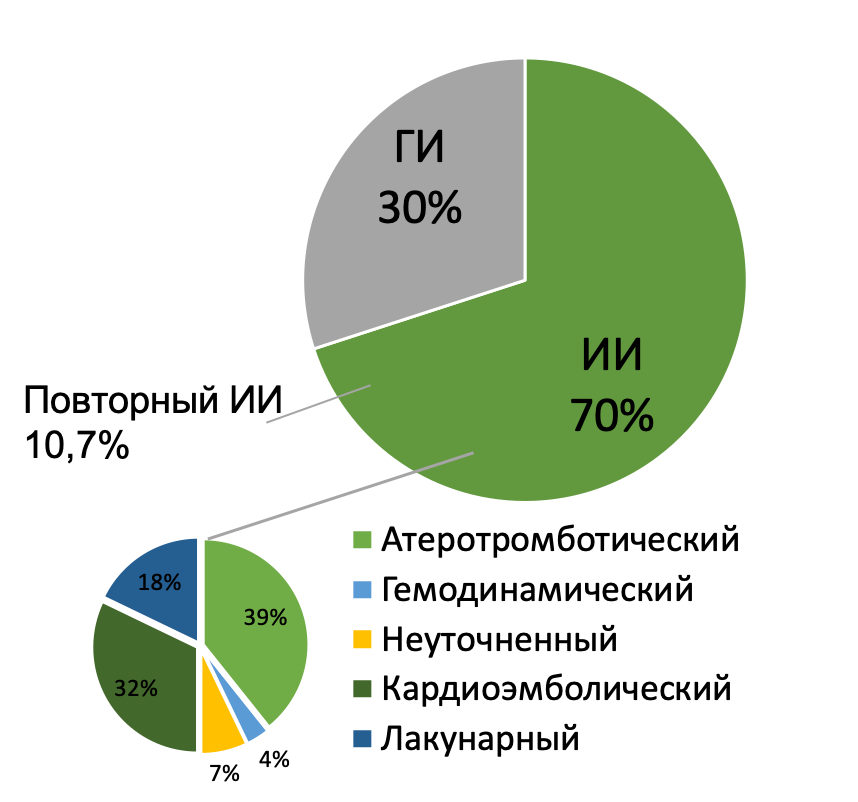 ГИ
30%
ИИ
70%
Повторный ИИ
10,7%
18%
39%
32%
7%
4%
Атеротромботический
Гемодинамический
Неуточненный
Кардиоэмболический
Лакунарный